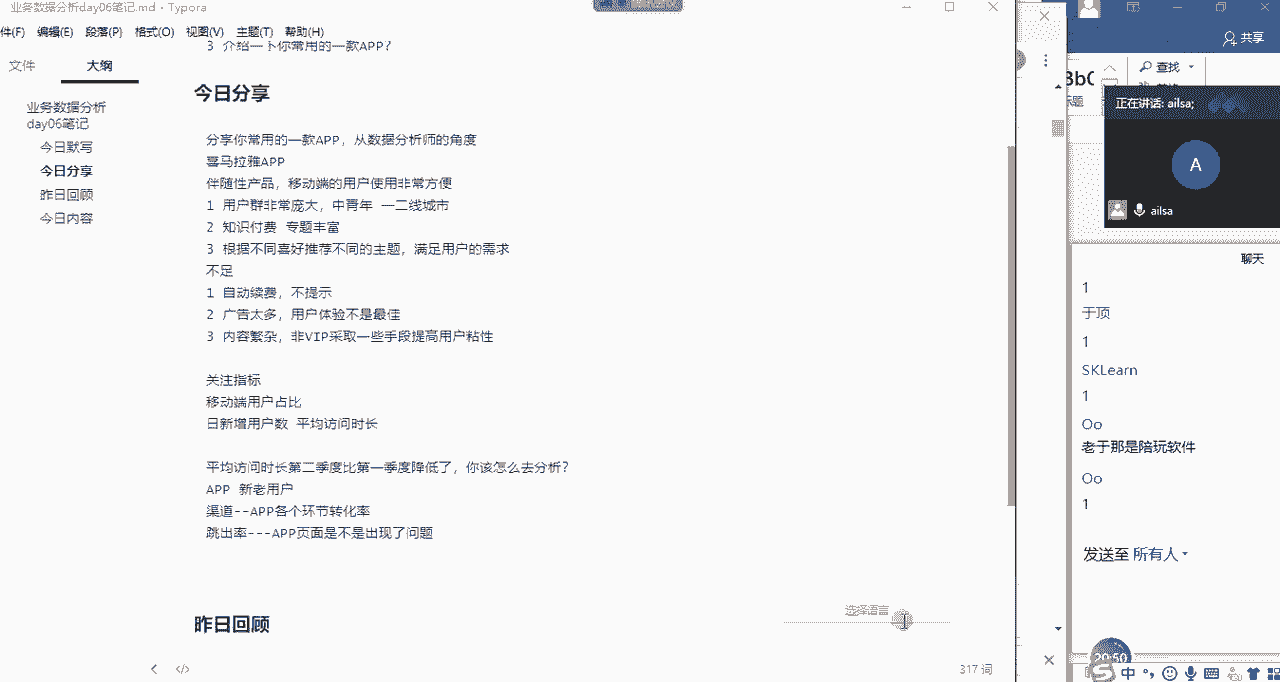 业务数据分析day06笔记.md - Typora
件(F) 编辑(E) 段落(P) 格式(O) 视图(V) 主题(T) 帮助(H)
共享
3 介绍一下你常用的一款APP?
文件 大纲
查找
业务数据分析
day06笔记
今日默写
今日分享
昨日回顾
今日内容
今日分享
分享你常用的一款APP，从数据分析师的角度
喜马拉雅APP
伴随性产品，移动端的用户使用非常方便
1 用户群非常庞大，中青年 一二线城市
2 知识付费 专题丰富
3 根据不同喜好推荐不同的主题，满足用户的需求
不足
1 自动续费，不提示
2 广告太多，用户体验不是最佳
3 内容繁杂，非VIP采取一些手段提高用户粘性
关注指标
移动端用户占比
日新增用户数 平均访问时长
平均访问时长第二季度比第一季度降低了，你该怎么去分析?
APP 新老用户
渠道--APP各个环节转化率
跳出率---APP页面是不是出现了问题
选择语言
昨日回顾
317 词
正在讲话: ailsa;
A
ailsa
聊天
1
于顶
1
SKLearn
1
Oo
老于那是陪玩软件
Oo
1
发送至 所有人
20:50
中